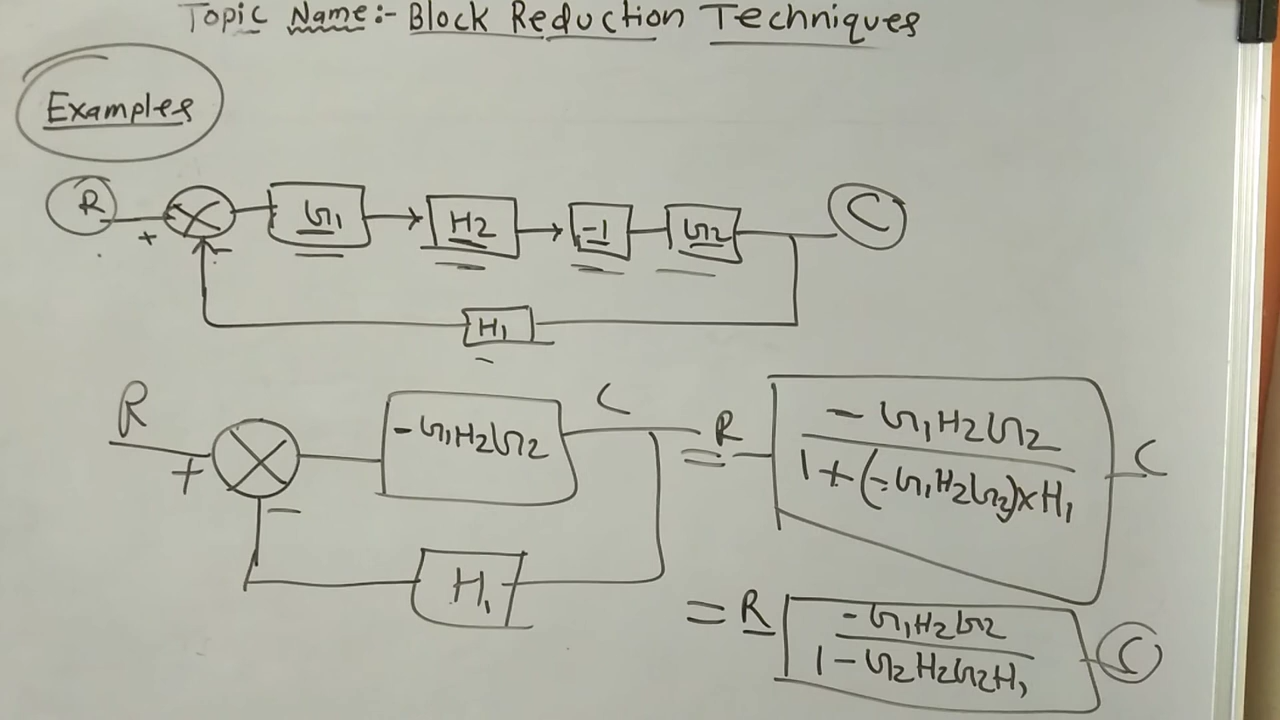 Topic Name:- Block Reduction Techniques
Examples
R + - G1 H2 -1 G2 C
H1
R + - -G1H2G2 C
H1
= R -G1H2G2 / 1+(-G1H2G2)×H1 C
= R -G1H2G2 / 1-G2H2G2H1 C